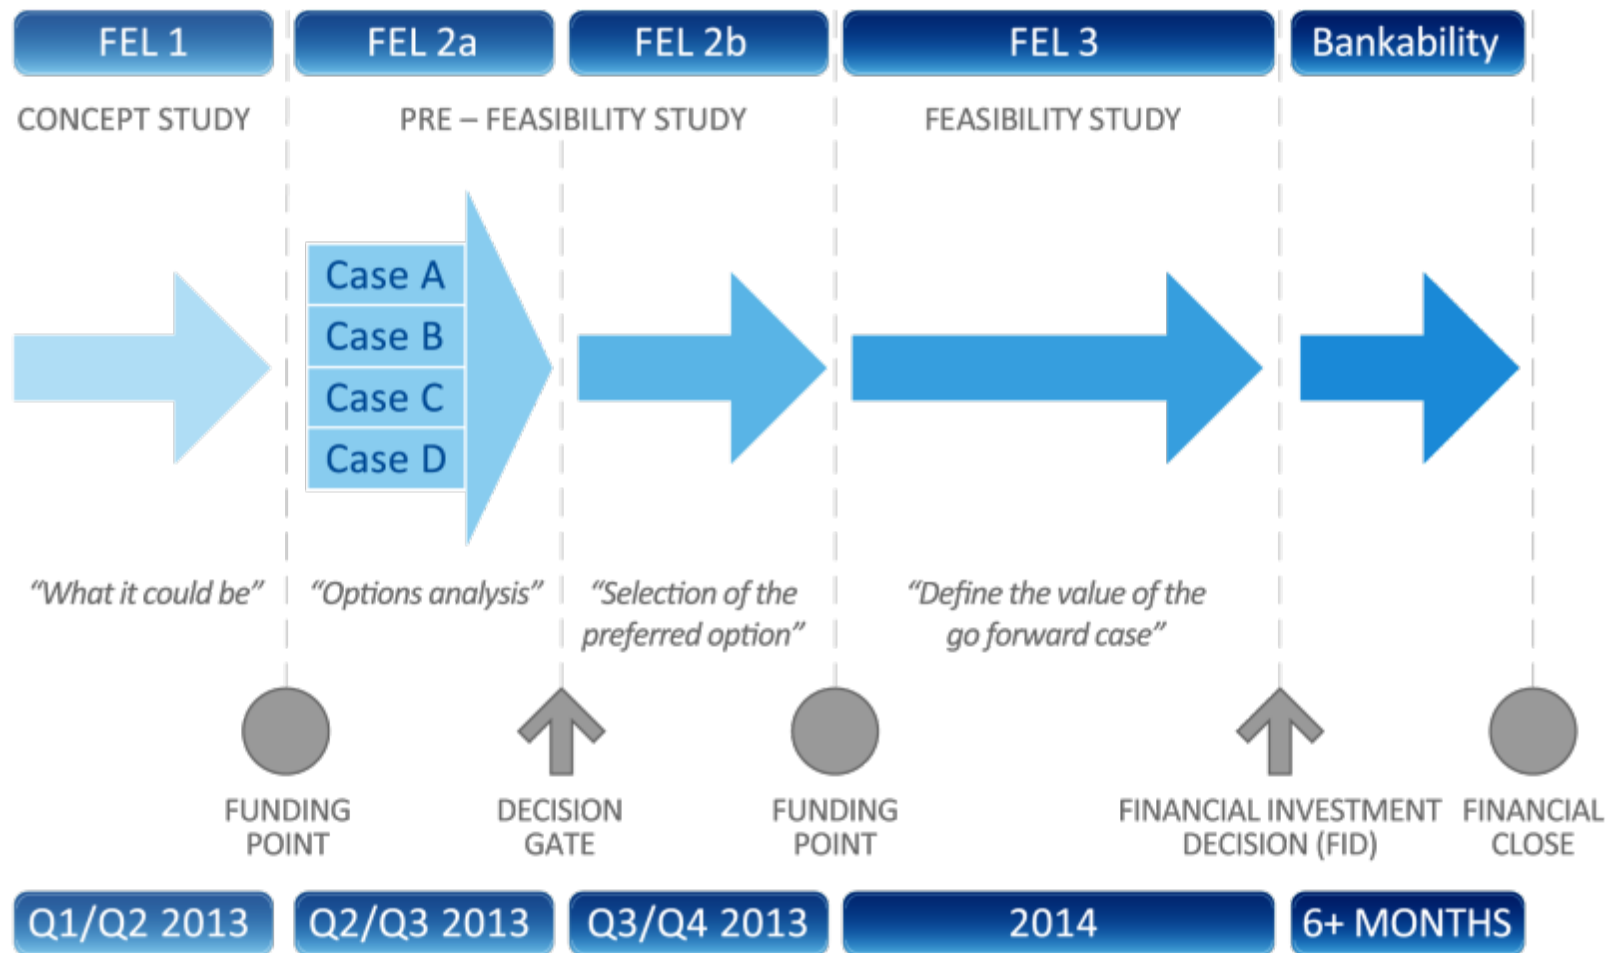 FEL 1
FEL 2a
FEL 2b
FEL 3
Bankability
CONCEPT STUDY
PRE – FEASIBILITY STUDY
FEASIBILITY STUDY
Case A
Case B
Case C
Case D
“What it could be”
“Options analysis”
“Selection of the
preferred option”
“Define the value of the
go forward case”
FUNDING
POINT
DECISION
GATE
FUNDING
POINT
FINANCIAL INVESTMENT
DECISION (FID)
FINANCIAL
CLOSE
Q1/Q2 2013
Q2/Q3 2013
Q3/Q4 2013
2014
6+ MONTHS